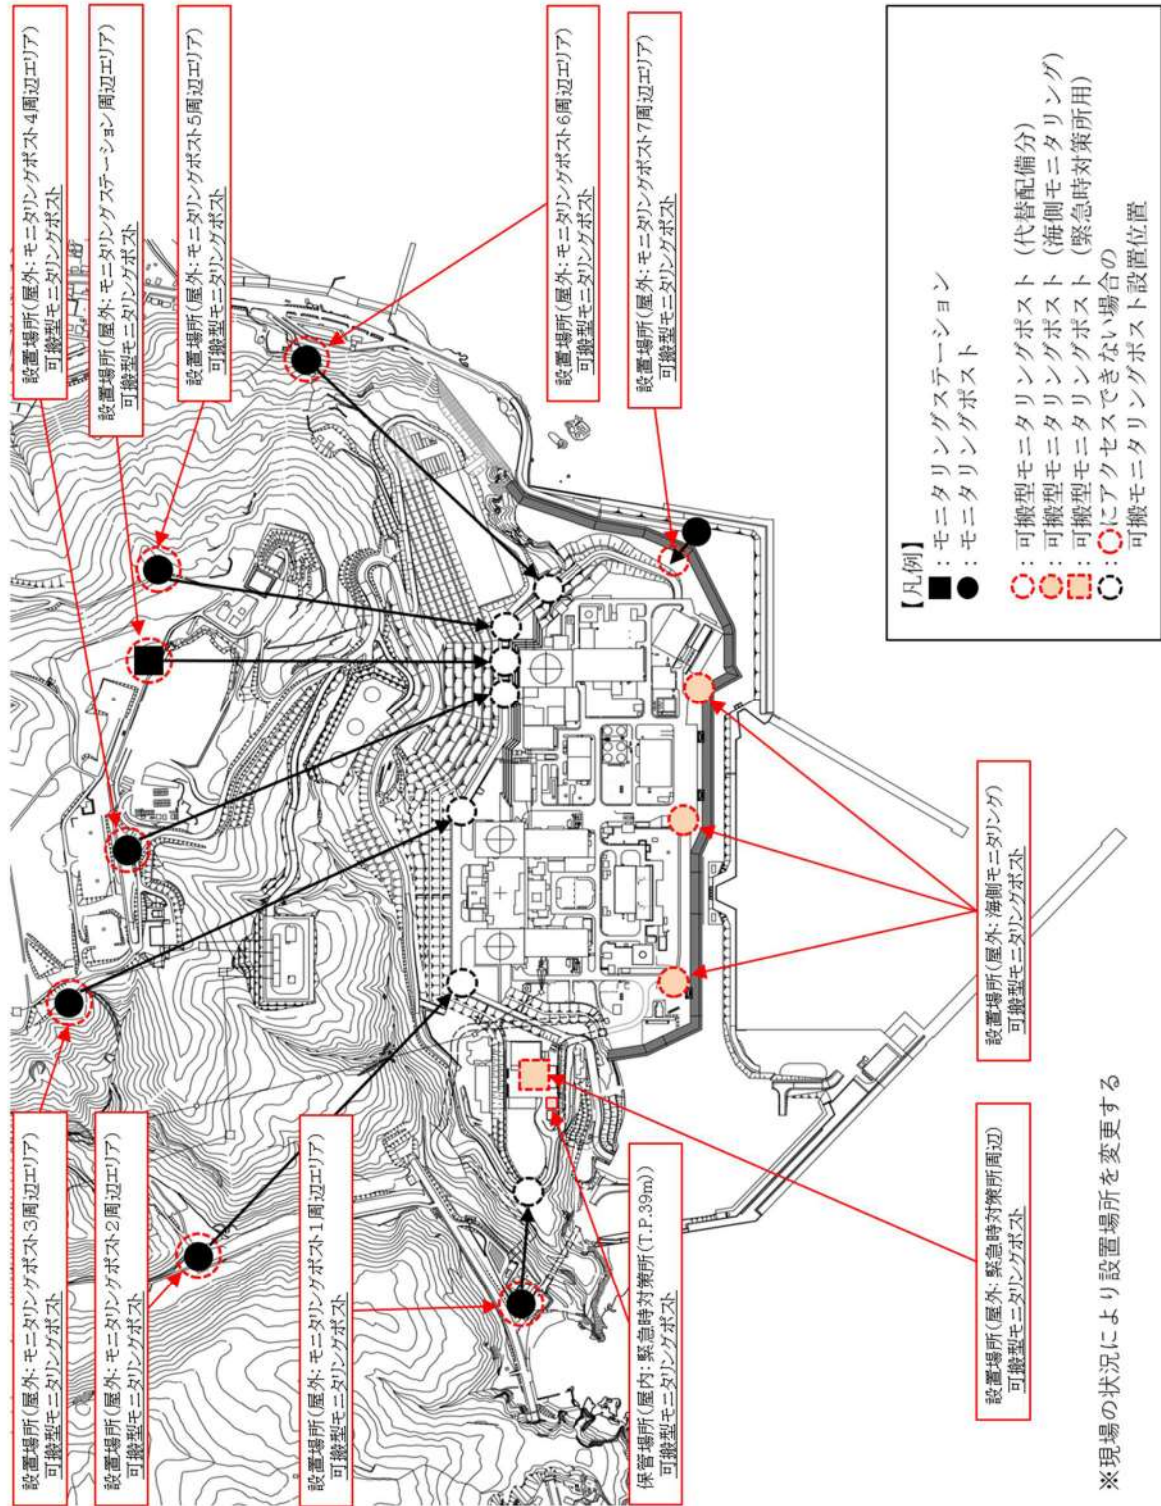 設置場所(屋外:モニタリングポスト3周辺エリア)
可搬型モニタリングポスト
設置場所(屋外:モニタリングポスト2周辺エリア)
可搬型モニタリングポスト
設置場所(屋外:モニタリングポスト1周辺エリア)
可搬型モニタリングポスト
保管場所(屋内:緊急時対策所(T.P.39m))
可搬型モニタリングポスト
設置場所(屋外:緊急時対策所周辺)
可搬型モニタリングポスト
設置場所(屋外:海側モニタリング)
可搬型モニタリングポスト
設置場所(屋外:モニタリングポスト4周辺エリア)
可搬型モニタリングポスト
設置場所(屋外:モニタリングステーション周辺エリア)
可搬型モニタリングポスト
設置場所(屋外:モニタリングポスト5周辺エリア)
可搬型モニタリングポスト
設置場所(屋外:モニタリングポスト6周辺エリア)
可搬型モニタリングポスト
設置場所(屋外:モニタリングポスト7周辺エリア)
可搬型モニタリングポスト
【凡例】
:モニタリングステーション
:モニタリングポスト
:可搬型モニタリングポスト(代替配備分)
:可搬型モニタリングポスト(海側モニタリング)
:可搬型モニタリングポスト(緊急時対策所用)
:にアクセスできない場合の
可搬モニタリングポスト設置位置
※現場の状況により設置場所を変更する